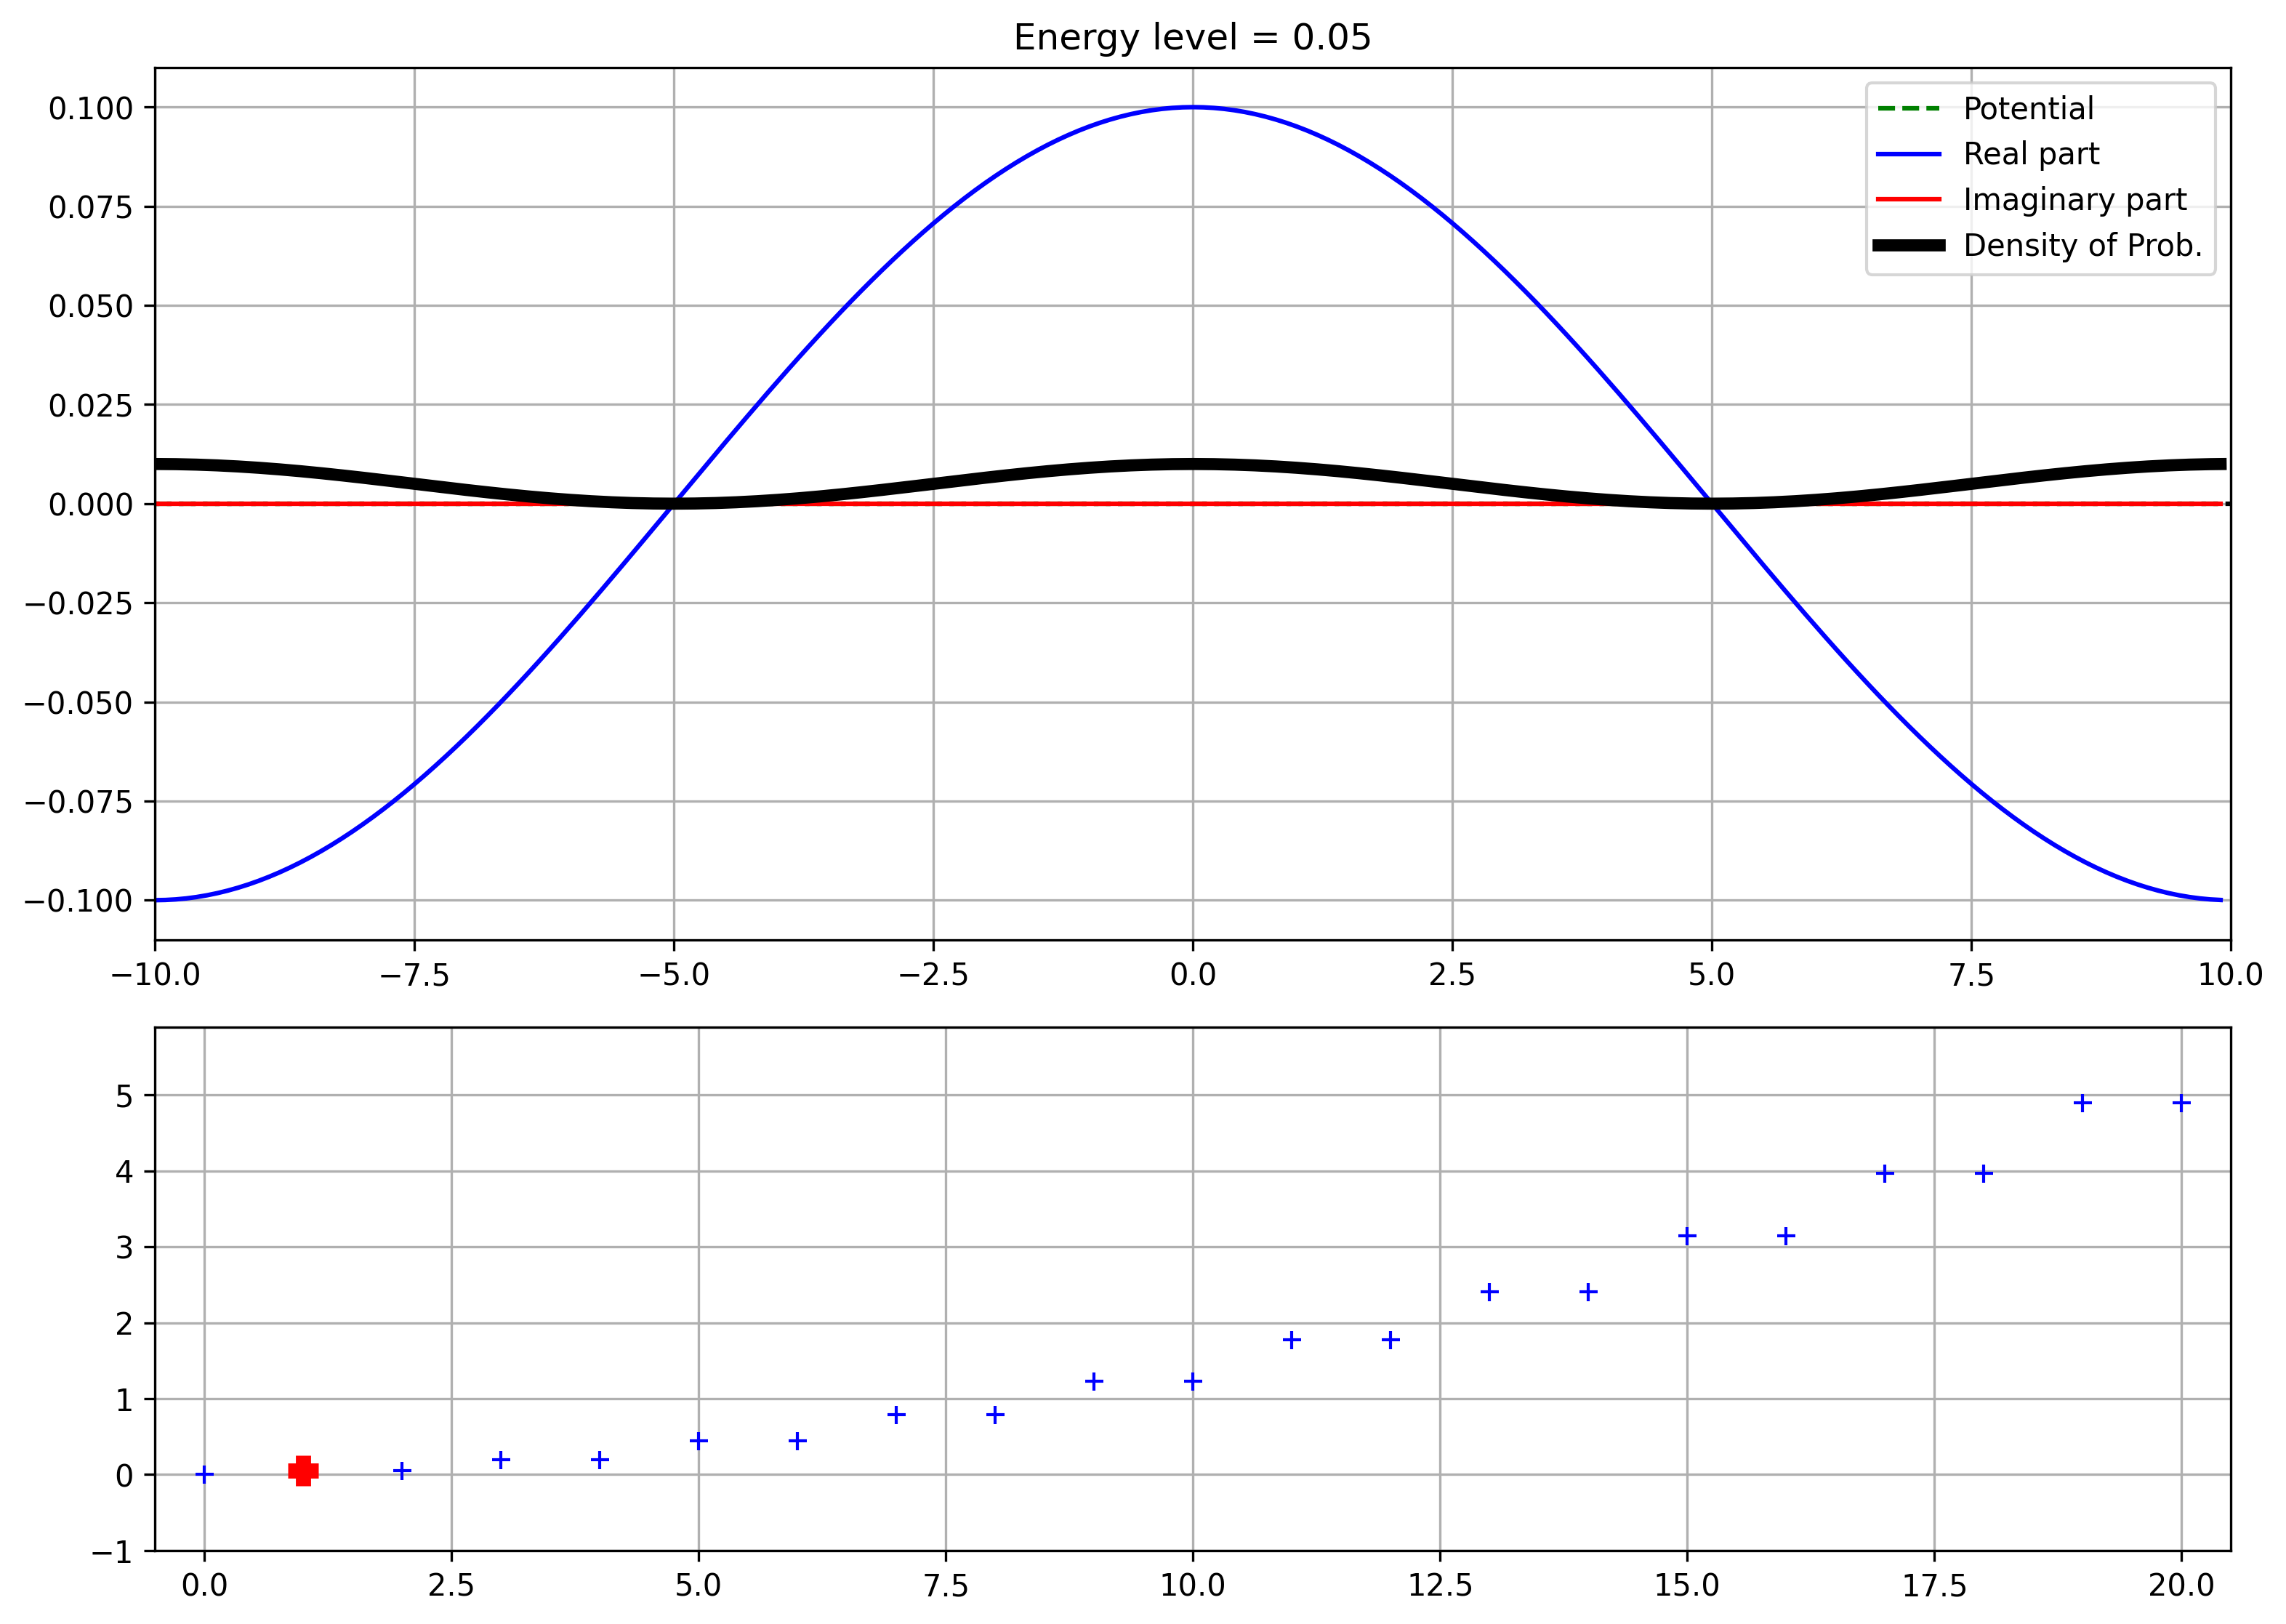 Energy level = 0.05
Potential
Real part
Imaginary part
Density of Prob.
0.100
0.075
0.050
0.025
0.000
−0.025
−0.050
−0.075
−0.100
−10.0 −7.5 −5.0 −2.5 0.0 2.5 5.0 7.5 10.0
5
4
3
2
1
0
−1
0.0 2.5 5.0 7.5 10.0 12.5 15.0 17.5 20.0